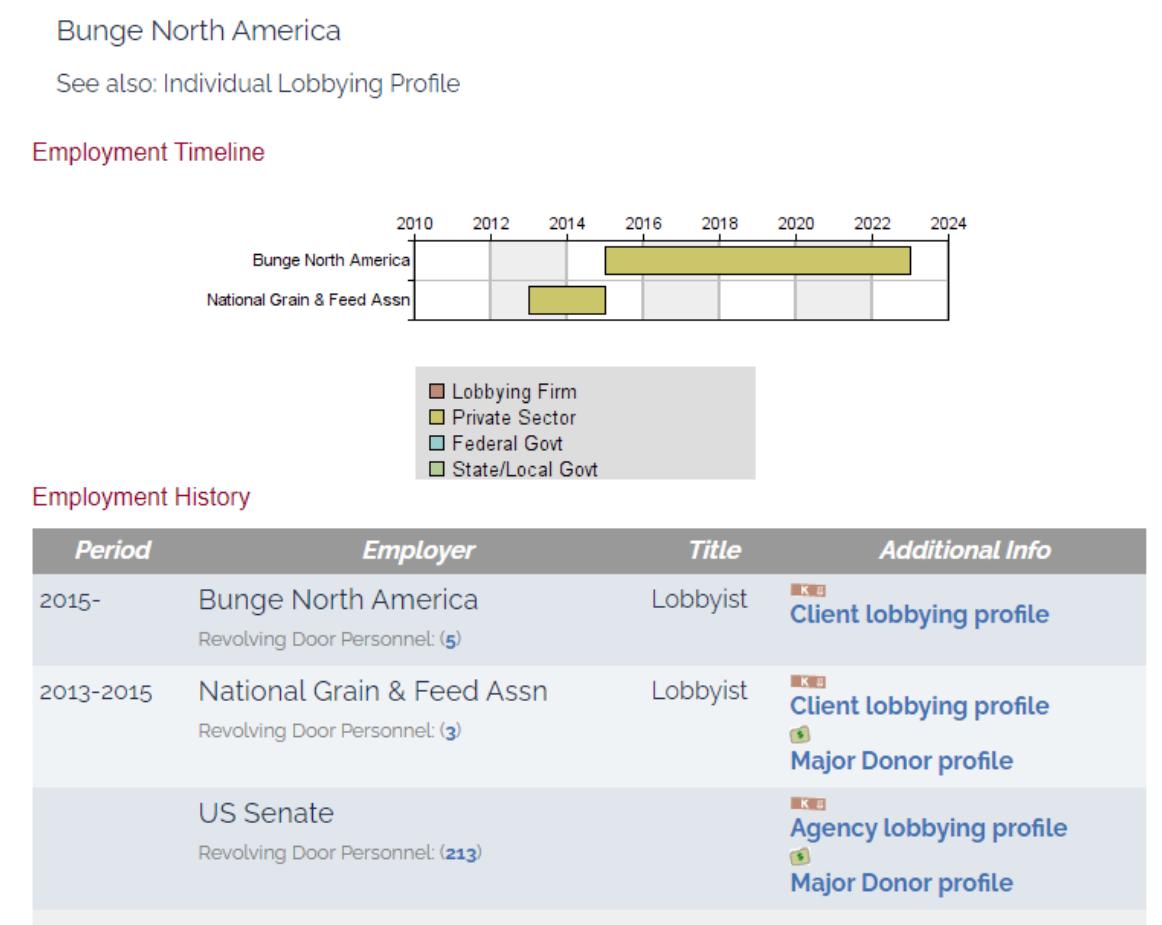 Bunge North America
See also: Individual Lobbying Profile
Employment Timeline
2010 2012 2014 2016 2018 2020 2022 2024
Bunge North America
National Grain & Feed Assn
Lobbying Firm
Private Sector
Federal Govt
State/Local Govt
Employment History
Period Employer Title Additional Info
2015- Bunge North America Lobbyist
Revolving Door Personnel: (5)
Client lobbying profile
2013-2015 National Grain & Feed Assn Lobbyist
Revolving Door Personnel: (3)
Client lobbying profile
Major Donor profile
US Senate
Revolving Door Personnel: (213)
Agency lobbying profile
Major Donor profile